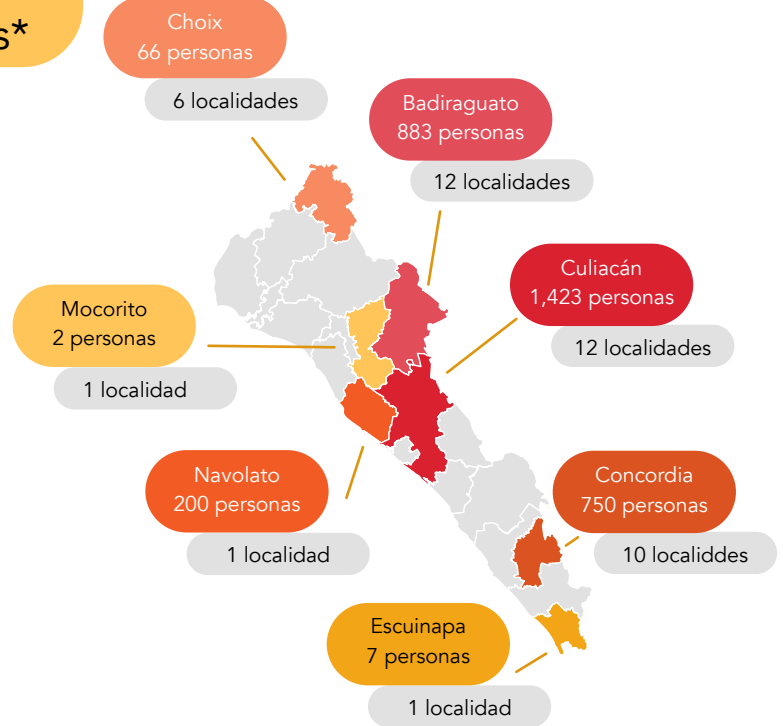 s*
Choix
66 personas
6 localidades
Badiraguato
883 personas
12 localidades
Culiacán
1,423 personas
12 localidades
Mocorito
2 personas
1 localidad
Navolato
200 personas
1 localidad
Concordia
750 personas
10 localiddes
Escuinapa
7 personas
1 localidad